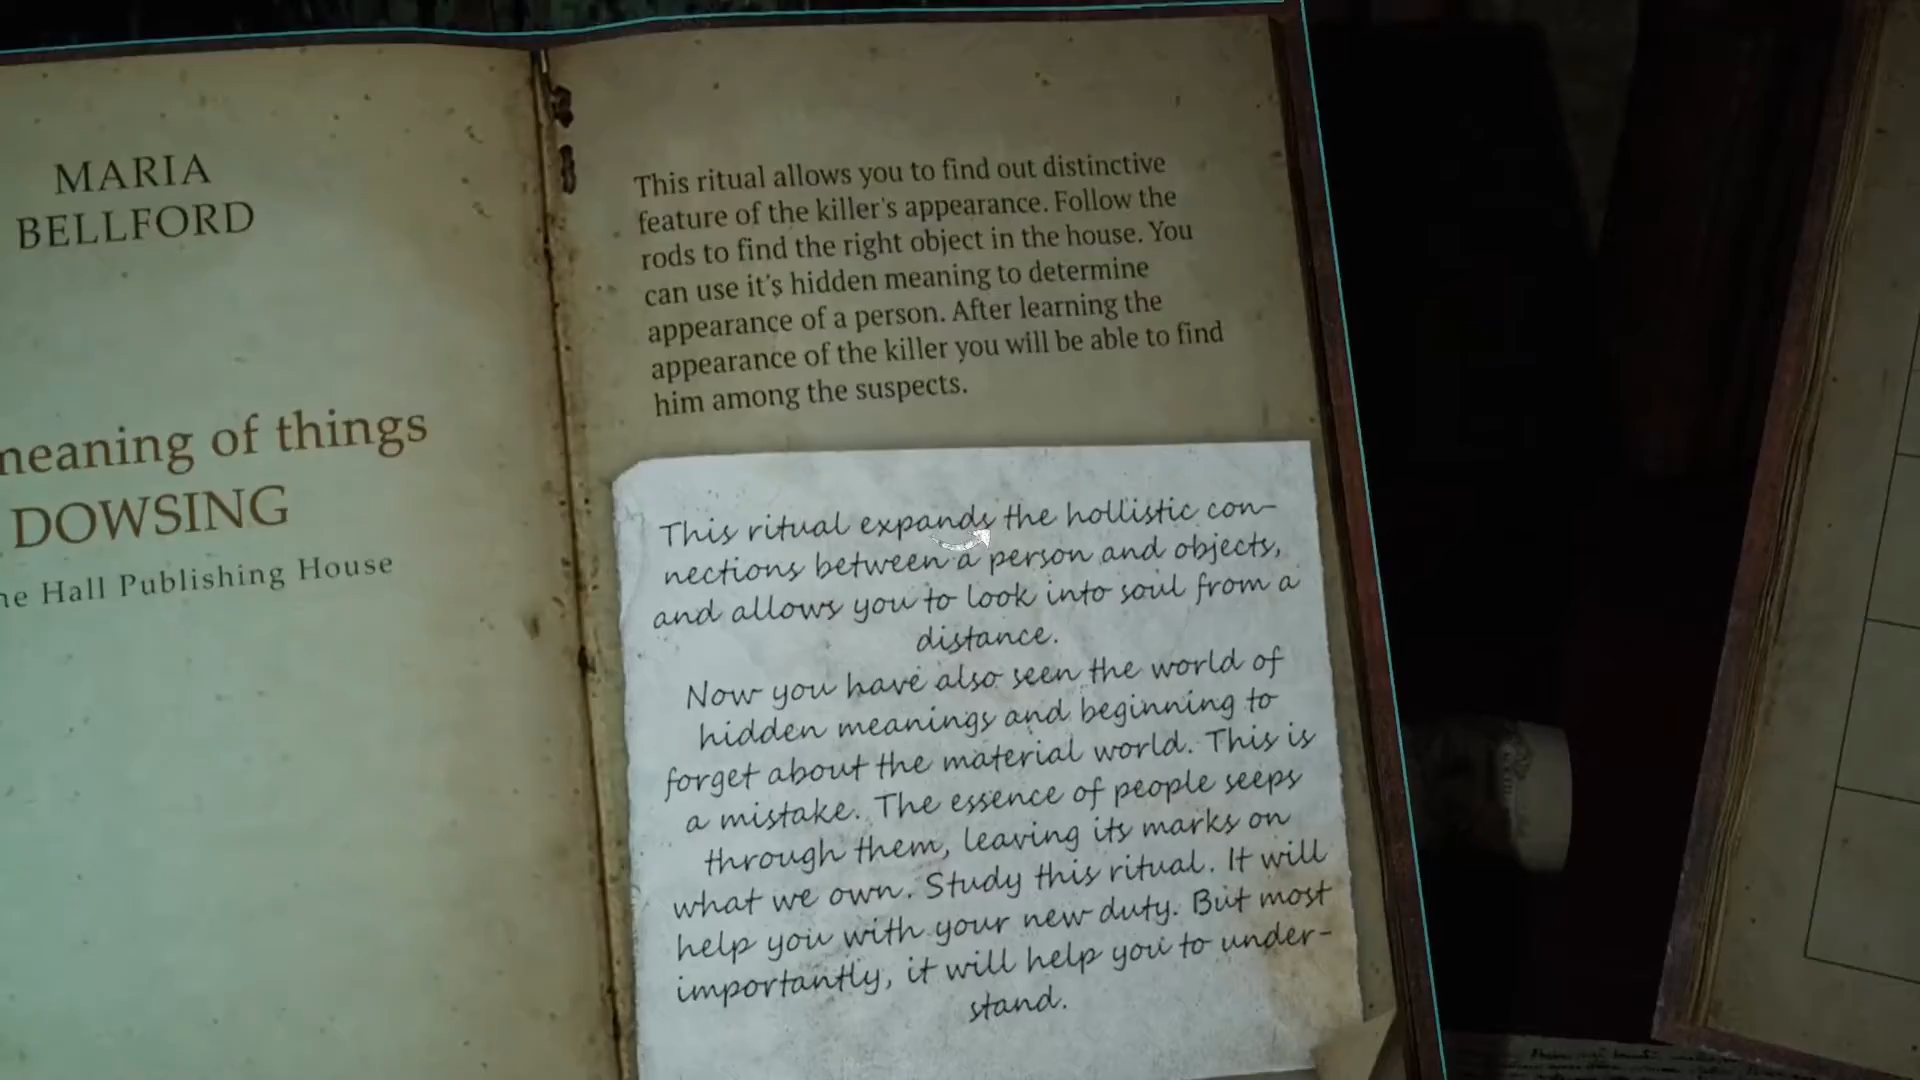 MARIA
BELLFORD
meaning of things
DOWSING
Hall Publishing House
This ritual allows you to find out distinctive
feature of the killer's appearance. Follow the
rods to find the right object in the house. You
can use it's hidden meaning to determine
appearance of a person. After learning the
appearance of the killer you will be able to find
him among the suspects.
This ritual expands the hollistic con-
nections between a person and objects,
and allows you to look into soul from a
distance.
Now you have also seen the world of
hidden meanings and beginning to
forget about the material world. This is
a mistake. The essence of people seeps
through them, leaving its marks on
what we own. Study this ritual. It will
help you with your new duty. But most
importantly, it will help you to under-
stand.